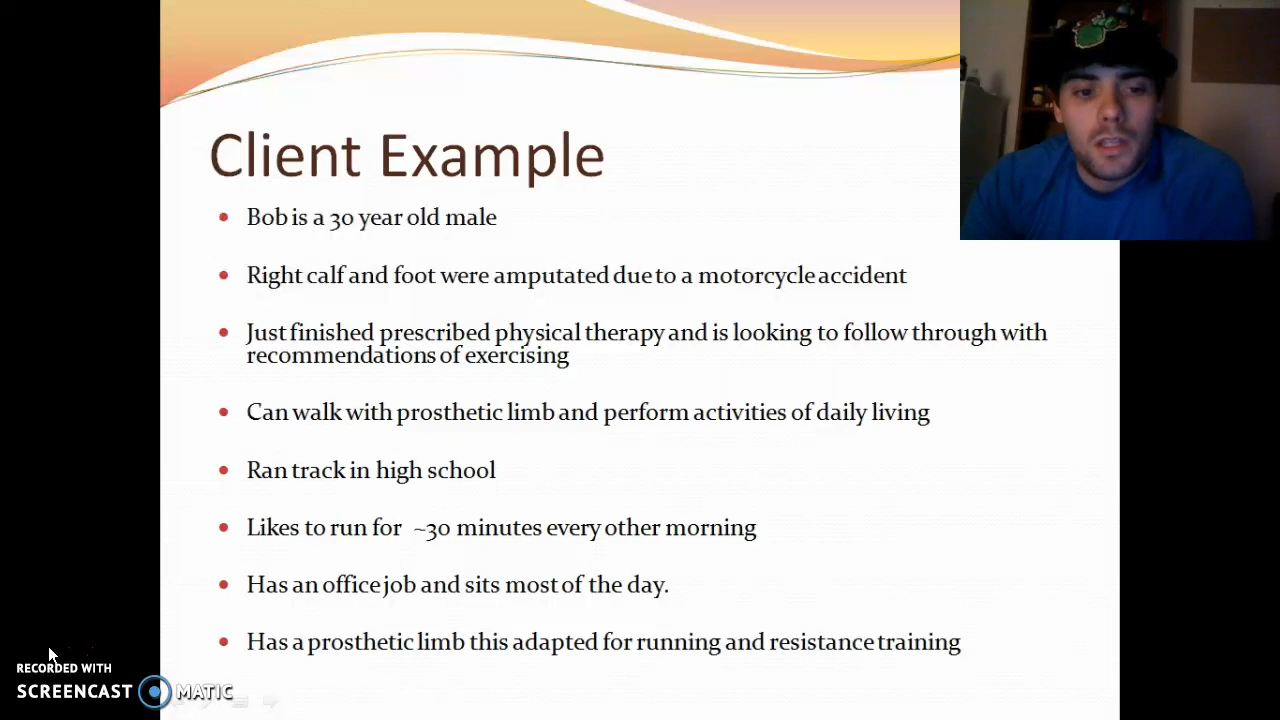 Client Example
Bob is a 30 year old male
Right calf and foot were amputated due to a motorcycle accident
Just finished prescribed physical therapy and is looking to follow through with
recommendations of exercising
Can walk with prosthetic limb and perform activities of daily living
Ran track in high school
Likes to run for ~30 minutes every other morning
Has an office job and sits most of the day.
Has a prosthetic limb this adapted for running and resistance training
RECORDED WITH
SCREENCAST MATIC